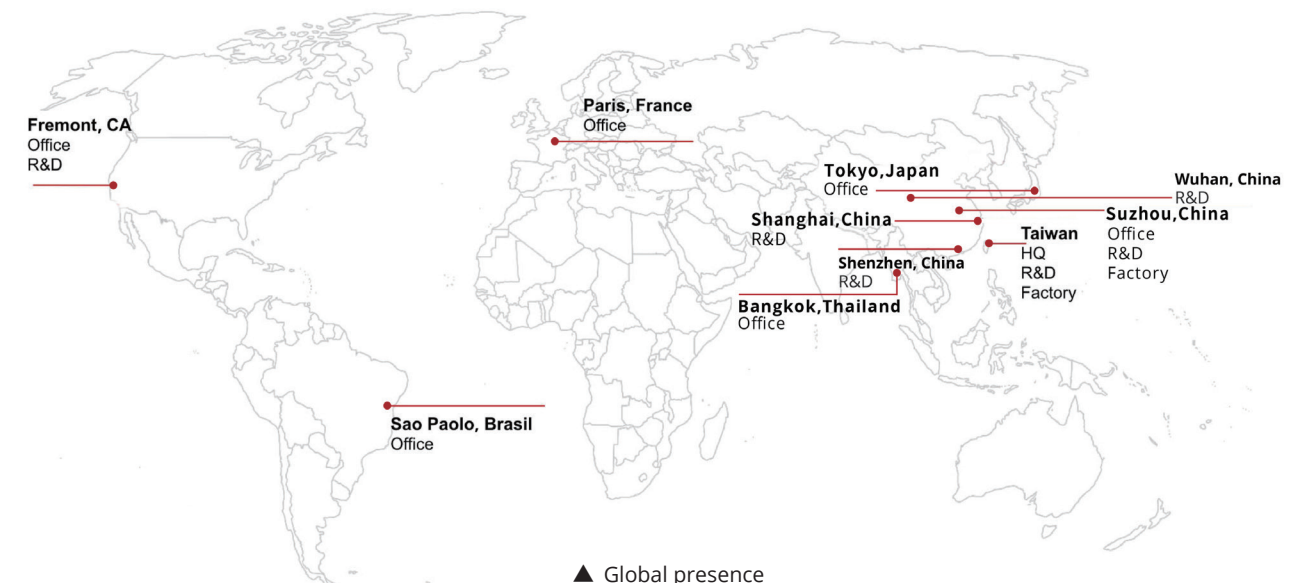 Fremont, CA
Office
R&D
Paris, France
Office
Tokyo,Japan
Office
Wuhan, China
R&D
Shanghai,China
R&D
Suzhou,China
Office
R&D
Factory
Taiwan
HQ
R&D
Factory
Shenzhen, China
R&D
Bangkok,Thailand
Office
Sao Paolo, Brasil
Office
▲ Global presence